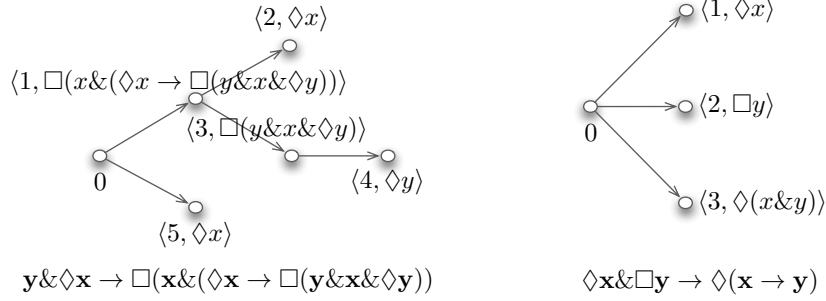 ⟨2, ◇x⟩
⟨1, □(x&(◇x → □(y&x&◇y))⟩
⟨3, □(y&x&◇y)⟩
0
⟨4, ◇y⟩
⟨5, ◇x⟩
y&◇x → □(x&(◇x → □(y&x&◇y))
⟨1, ◇x⟩
⟨2, □y⟩
0
⟨3, ◇(x&y)⟩
◇x&□y → ◇(x → y)